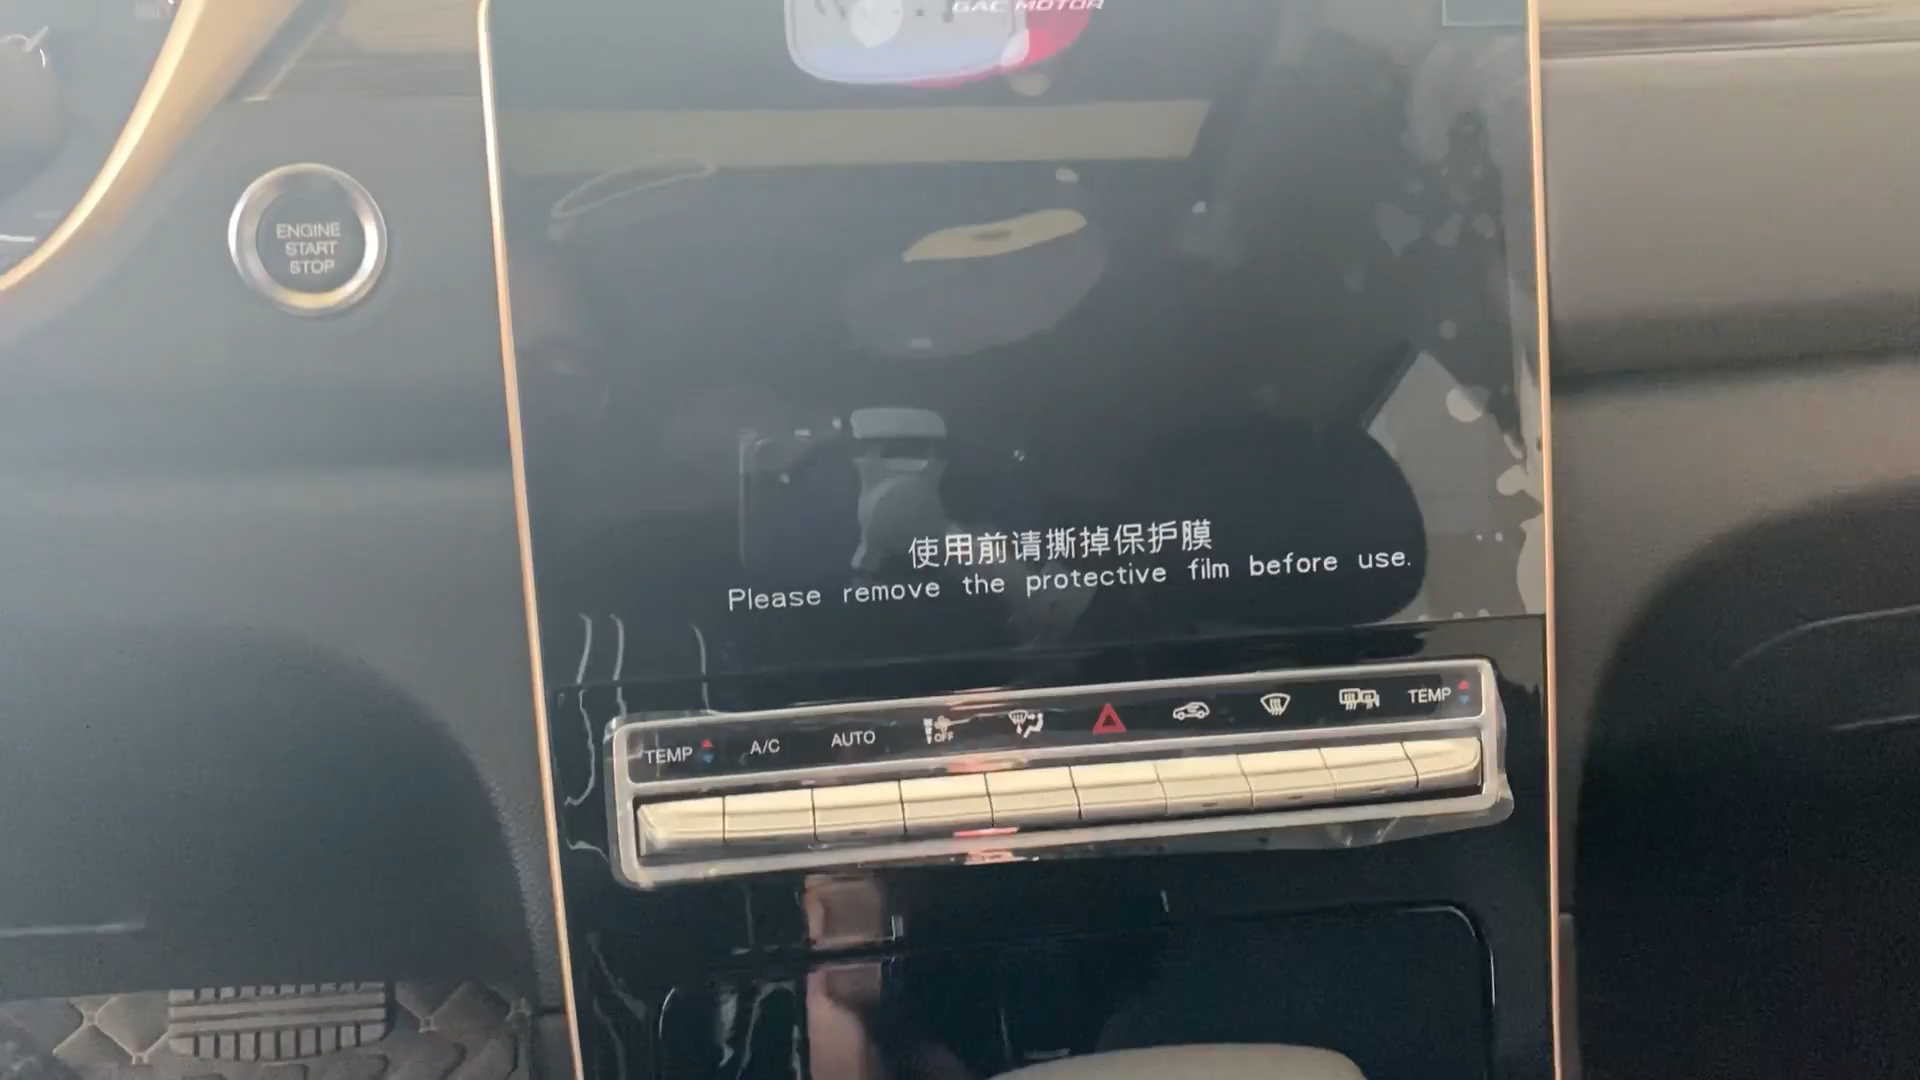 GAC MOTOR
ENGINE
START
STOP
使用前请撕掉保护膜
Please remove the protective film before use.
TEMP A/C AUTO OFF TEMP